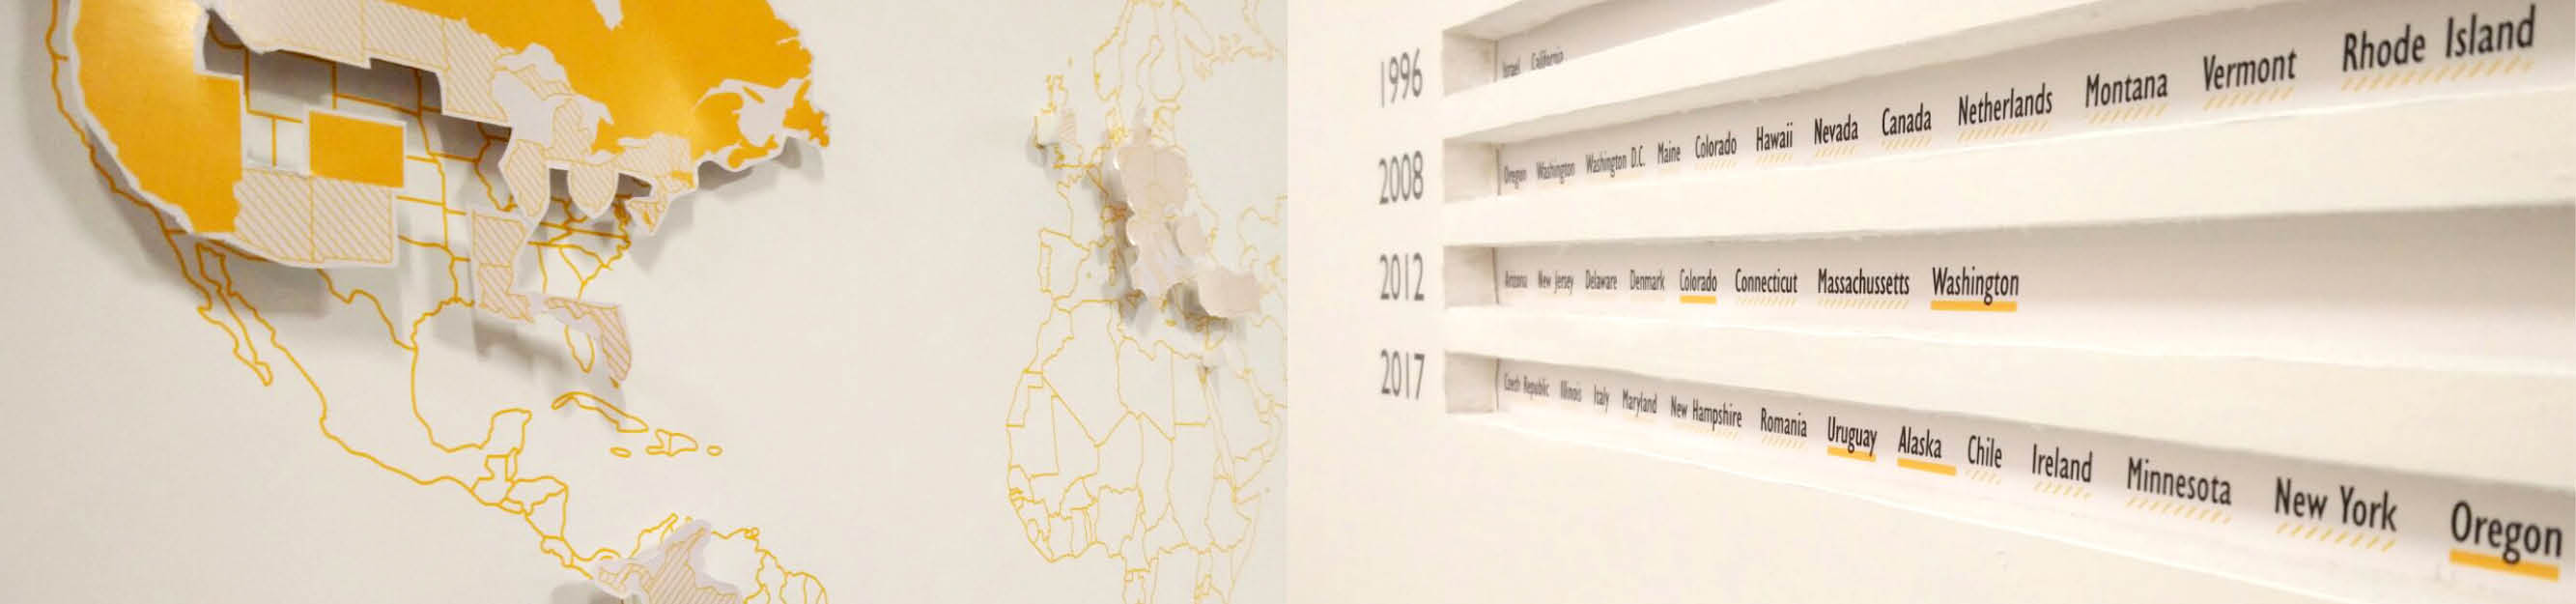 1996 Israel California
2008 Oregon Washington Washington D.C. Maine Colorado Hawaii Nevada Canada Netherlands Montana Vermont Rhode Island
2012 Arizona New Jersey Delaware Denmark Colorado Connecticut Massachussetts Washington
2017 Czech Republic Illinois Italy Maryland New Hampshire Romania Uruguay Alaska Chile Ireland Minnesota New York Oregon